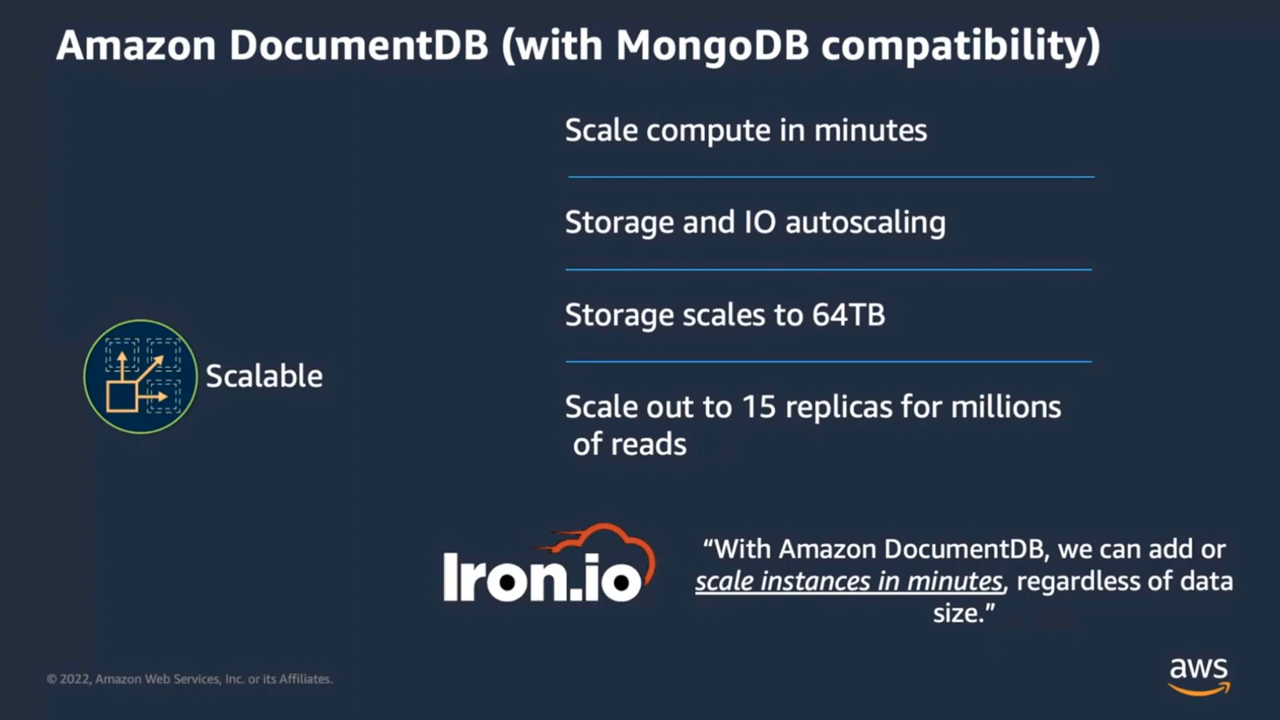 Amazon DocumentDB (with MongoDB compatibility)
Scale compute in minutes
Storage and IO autoscaling
Storage scales to 64TB
Scalable
Scale out to 15 replicas for millions
of reads
Iron.io
“With Amazon DocumentDB, we can add or
scale instances in minutes, regardless of data
size.”
© 2022, Amazon Web Services, Inc. or its Affiliates.
aws